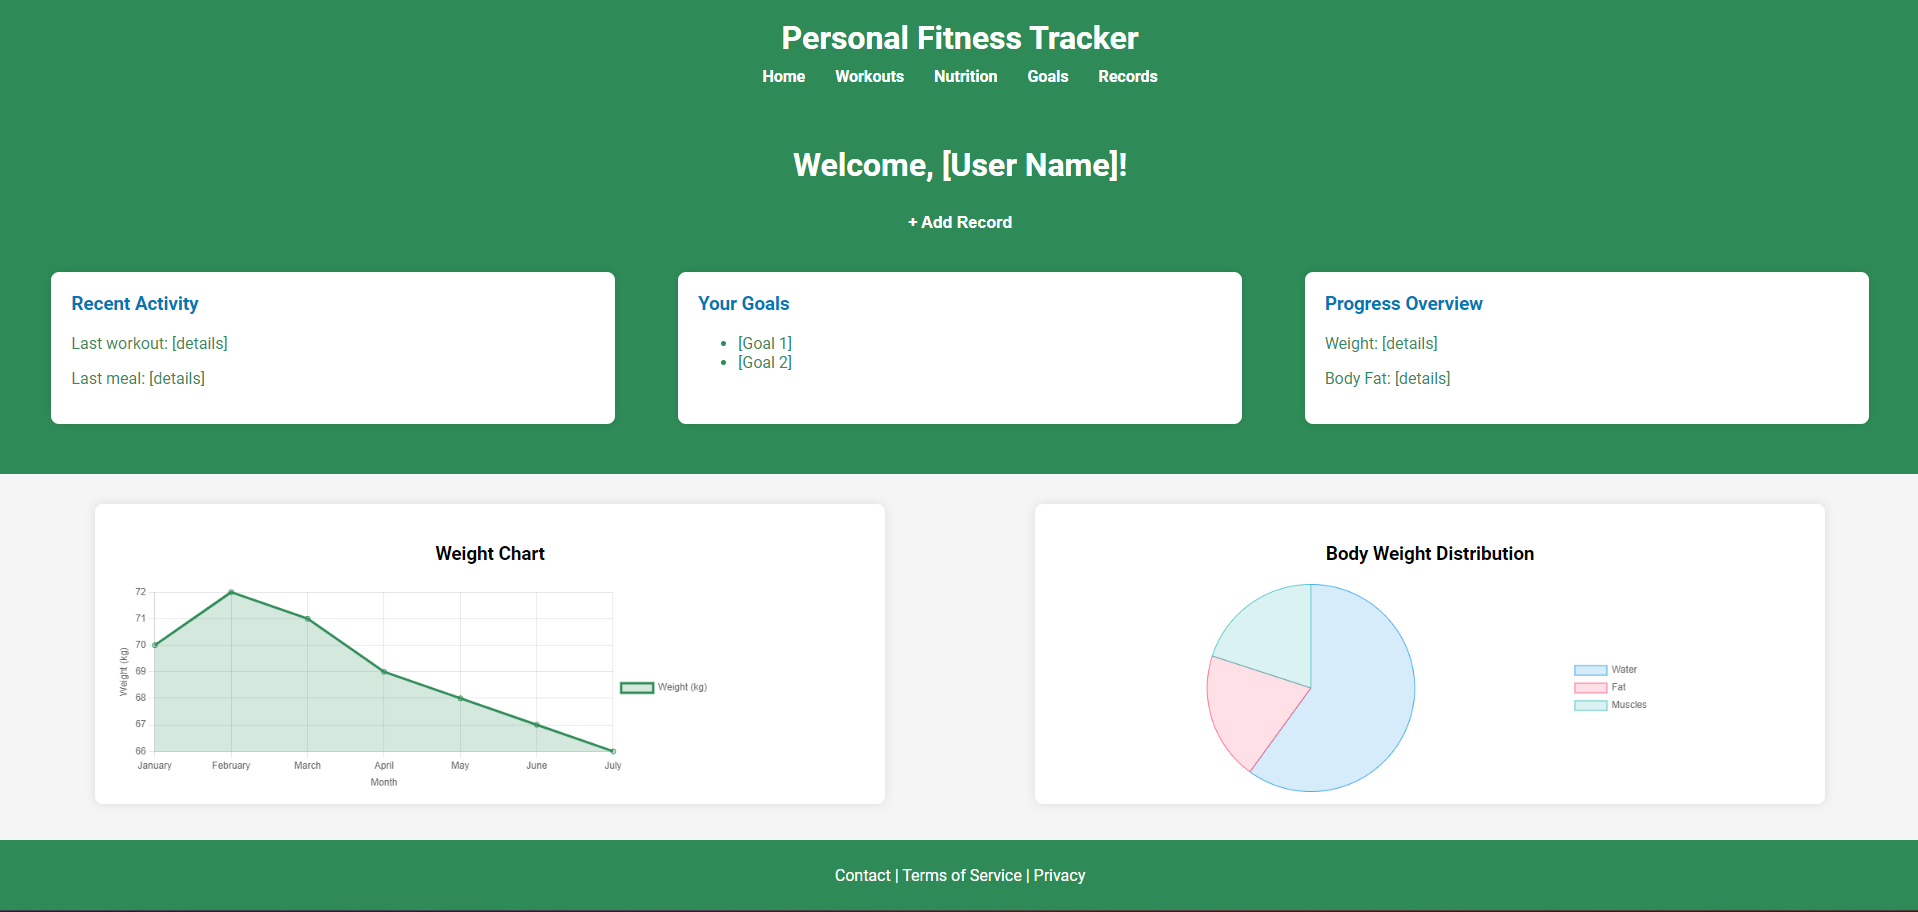 Personal Fitness Tracker
Home Workouts Nutrition Goals Records
Welcome, [User Name]!
+ Add Record
Recent Activity
Last workout: [details]
Last meal: [details]
Your Goals
• [Goal 1]
• [Goal 2]
Progress Overview
Weight: [details]
Body Fat: [details]
Weight Chart
72
71
70
69
68
67
66
Weight (kg)
January February March April May June July
Month
Weight (kg)
Body Weight Distribution
Water
Fat
Muscles
Contact | Terms of Service | Privacy